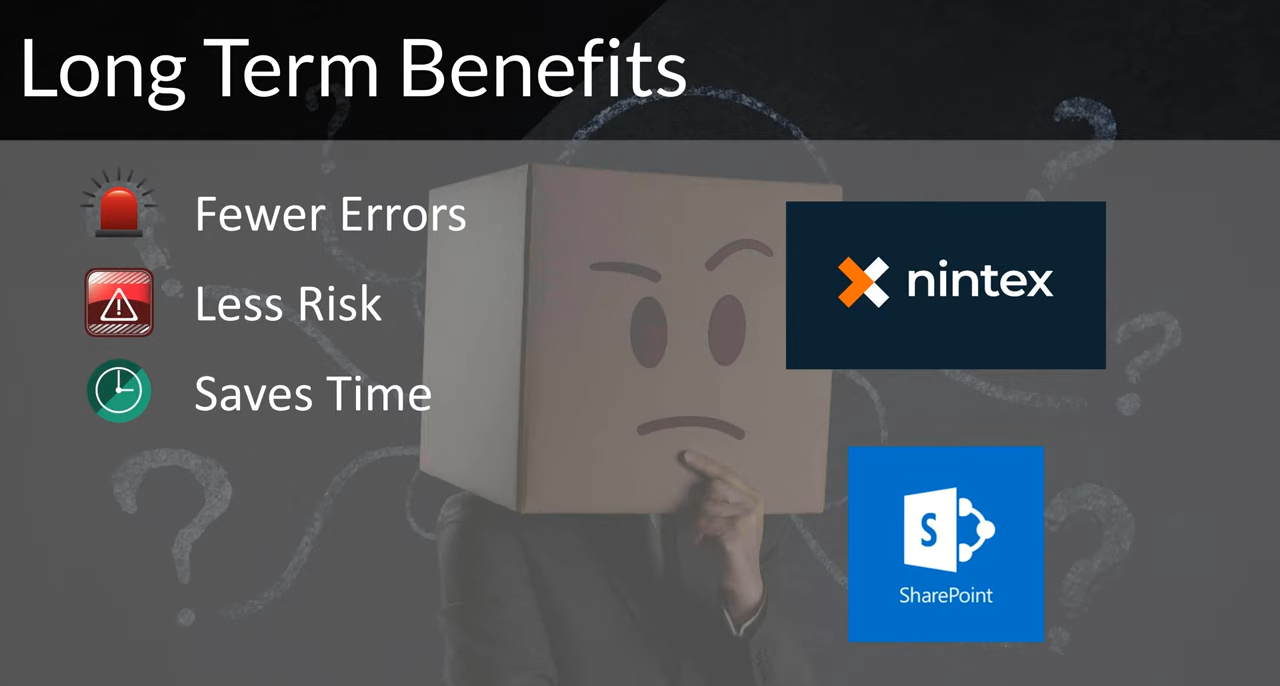 Long Term Benefits
Fewer Errors
Less Risk
Saves Time
nintex
S
SharePoint